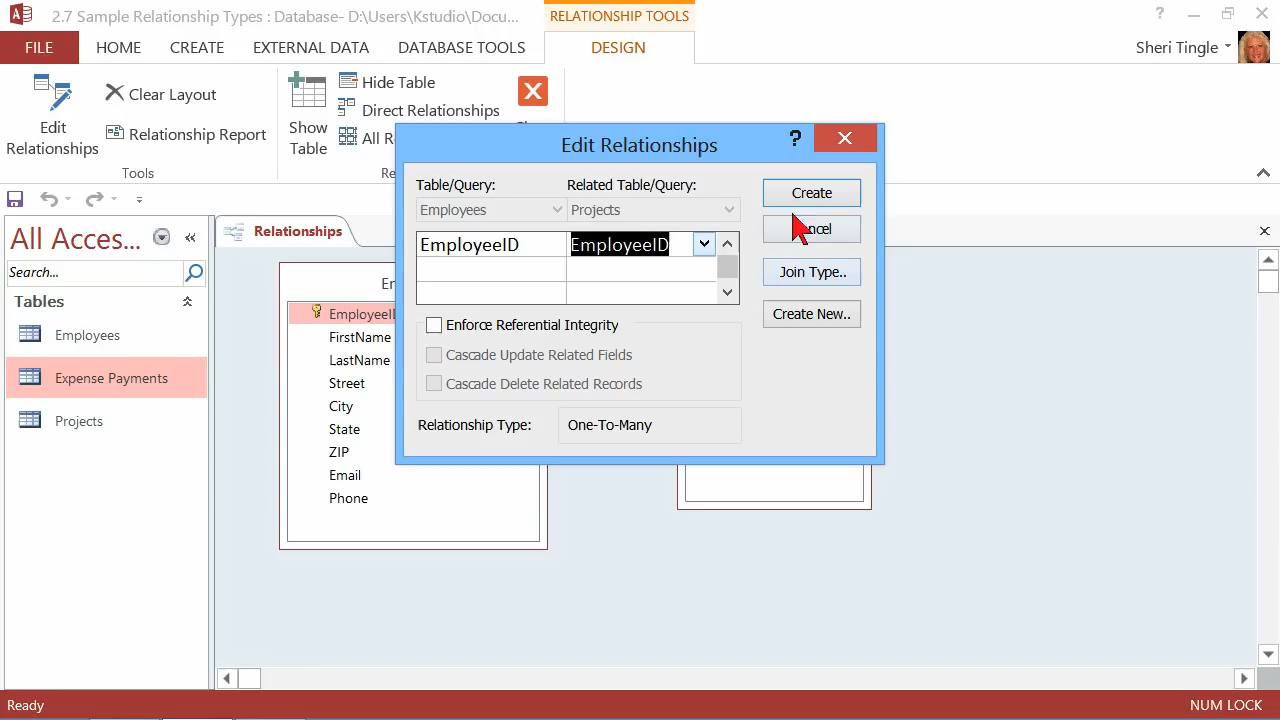 2.7 Sample Relationship Types : Database- D:\Users\Kstudio\Docu...
RELATIONSHIP TOOLS
?
FILE HOME CREATE EXTERNAL DATA DATABASE TOOLS DESIGN
Sheri Tingle
Edit
Relationships
Clear Layout
Relationship Report
Tools
Show
Table
Hide Table
Direct Relationships
All R
Re
Edit Relationships
?
Table/Query: Related Table/Query:
Employees Projects
EmployeeID EmployeeID
Enforce Referential Integrity
Cascade Update Related Fields
Cascade Delete Related Records
Relationship Type: One-To-Many
Create
ncel
Join Type..
Create New..
All Acces...
Search...
Tables
Employees
Expense Payments
Projects
Relationships
E
EmployeeI
FirstName
LastName
Street
City
State
ZIP
Email
Phone
Ready
NUM LOCK